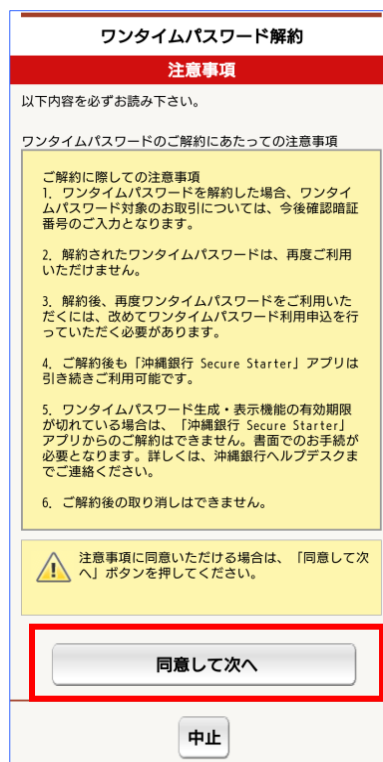 ワンタイムパスワード解約
注意事項
以下内容を必ずお読み下さい。
ワンタイムパスワードのご解約にあたっての注意事項
ご解約に際しての注意事項
1. ワンタイムパスワードを解約した場合、ワンタイ
ムパスワード対象のお取引については、今後確認暗証
番号のご入力となります。
2. 解約されたワンタイムパスワードは、再度ご利用
いただけません。
3. 解約後、再度ワンタイムパスワードをご利用いた
だくには、改めてワンタイムパスワード利用申込を行
っていただく必要があります。
4. ご解約後も「沖縄銀行 Secure Starter」アプリは
引き続きご利用可能です。
5. ワンタイムパスワード生成・表示機能の有効期限
が切れている場合は、「沖縄銀行 Secure Starter」
アプリからのご解約はできません。書面でのお手続が
必要となります。詳しくは、沖縄銀行ヘルプデスクま
でご連絡ください。
6. ご解約後の取り消しはできません。
注意事項に同意いただける場合は、「同意して次
へ」ボタンを押してください。
同意して次へ
中止